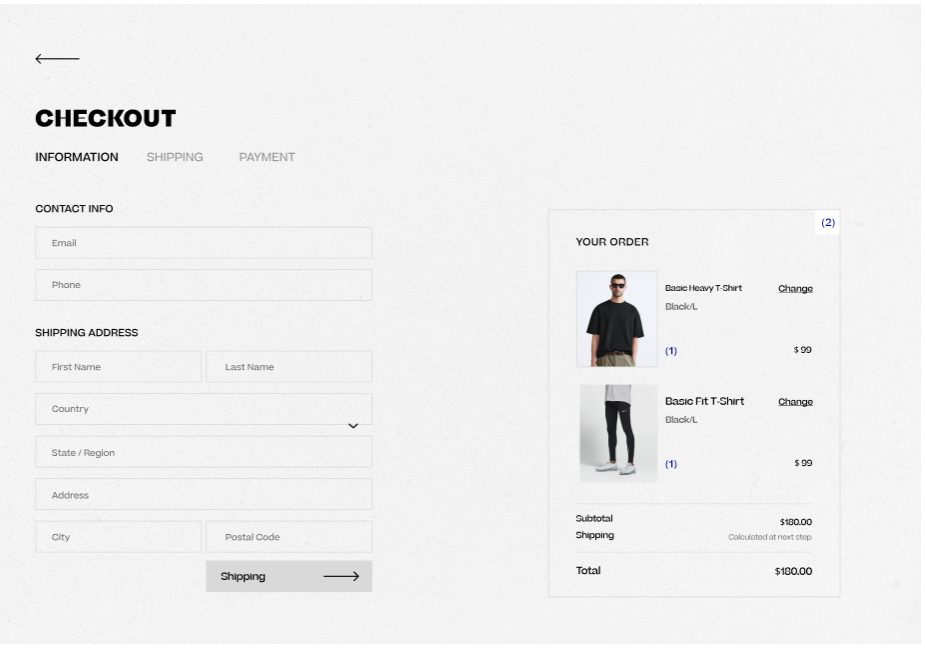 CHECKOUT
INFORMATION SHIPPING PAYMENT
CONTACT INFO
Email
Phone
SHIPPING ADDRESS
First Name Last Name
Country
State / Region
Address
City Postal Code
Shipping
(2)
YOUR ORDER
Basic Heavy T-Shirt Change
Black/L
(1) $ 99
Basic Fit T-Shirt Change
Black/L
(1) $ 99
Subtotal $180.00
Shipping Calculated at next step
Total $180.00